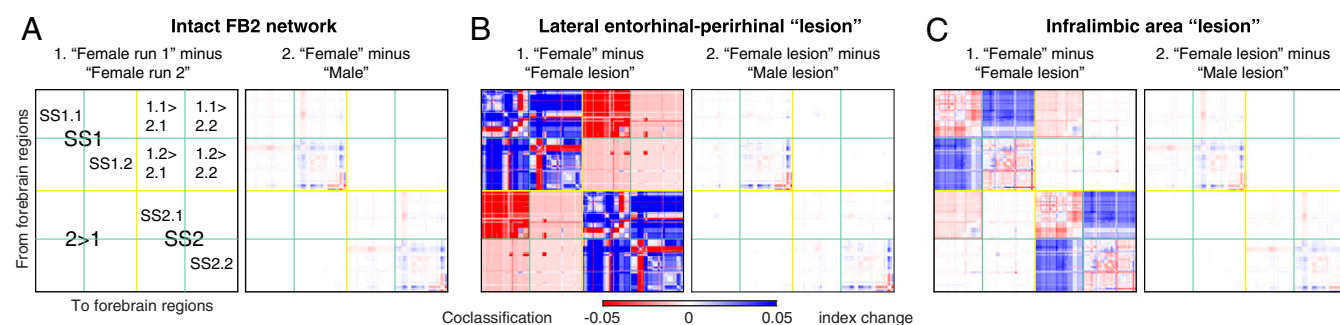 A
Intact FB2 network
1. “Female run 1” minus
“Female run 2”
2. “Female” minus
“Male”
From forebrain regions
SS1.1
SS1
SS1.2
1.1>
2.1
1.1>
2.2
1.2>
2.1
1.2>
2.2
2>1
SS2.1
SS2
SS2.2
To forebrain regions
B
Lateral entorhinal-perirhinal “lesion”
1. “Female” minus
“Female lesion”
2. “Female lesion” minus
“Male lesion”
C
Infralimbic area “lesion”
1. “Female” minus
“Female lesion”
2. “Female lesion” minus
“Male lesion”
Coclassification -0.05 0 0.05 index change